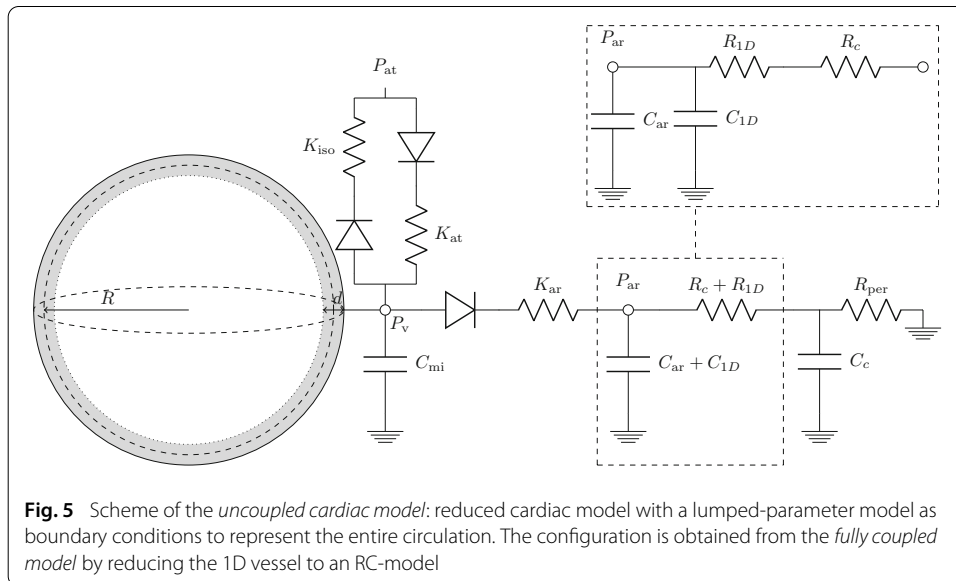 P_ar
R_1D
R_c
P_at
C_ar
C_1D
K_iso
K_at
R
d
P_v
K_ar
P_ar
R_c + R_1D
R_per
C_mi
C_ar + C_1D
C_c
Fig. 5 Scheme of the uncoupled cardiac model: reduced cardiac model with a lumped-parameter model as
boundary conditions to represent the entire circulation. The configuration is obtained from the fully coupled
model by reducing the 1D vessel to an RC-model